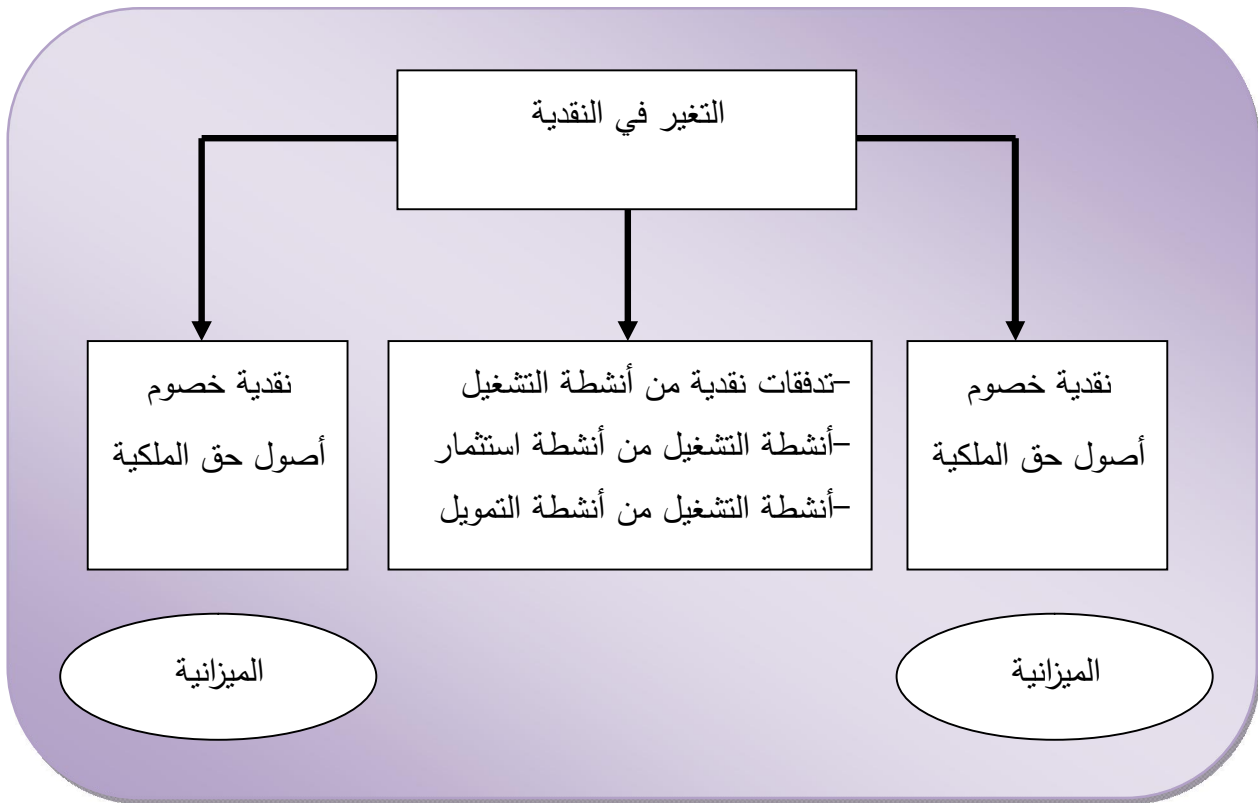 التغير في النقدية
نقدية خصوم
أصول حق الملكية
-تدفقات نقدية من أنشطة التشغيل
-أنشطة التشغيل من أنشطة استثمار
-أنشطة التشغيل من أنشطة التمويل
نقدية خصوم
أصول حق الملكية
الميزانية
الميزانية